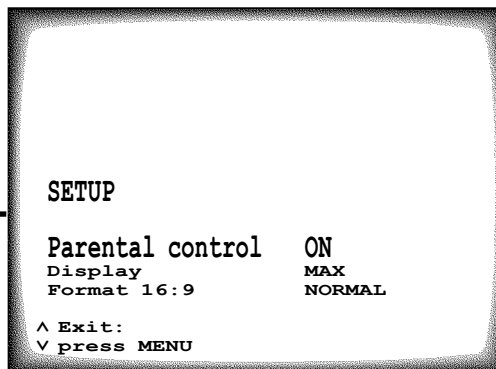 SETUP
Parental control ON
Display MAX
Format 16:9 NORMAL
∧ Exit:
∨ press MENU